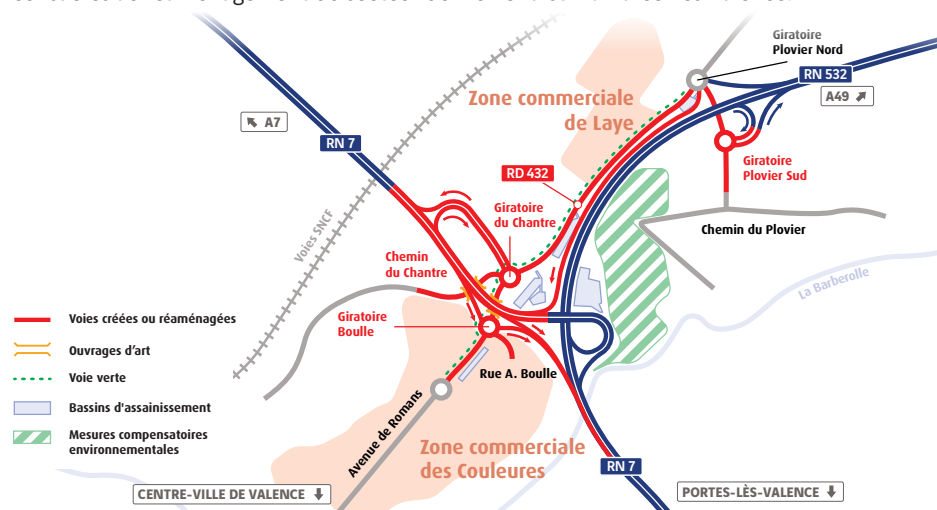 Giratoire
Plovier Nord
RN 532
A49
Zone commerciale
de Laye
A7
RN 7
RD 432
Giratoire
Plovier Sud
Giratoire
du Chantre
Chemin du Plovier
Voies SNCF
Chemin
du Chantre
La Barberolle
Giratoire
Boulle
Voies créées ou réaménagées
Ouvrages d'art
Voie verte
Bassins d'assainissement
Mesures compensatoires
environnementales
Rue A. Boulle
Avenue de Romans
Zone commerciale
des Couleures
RN 7
CENTRE-VILLE DE VALENCE
PORTES-LÈS-VALENCE